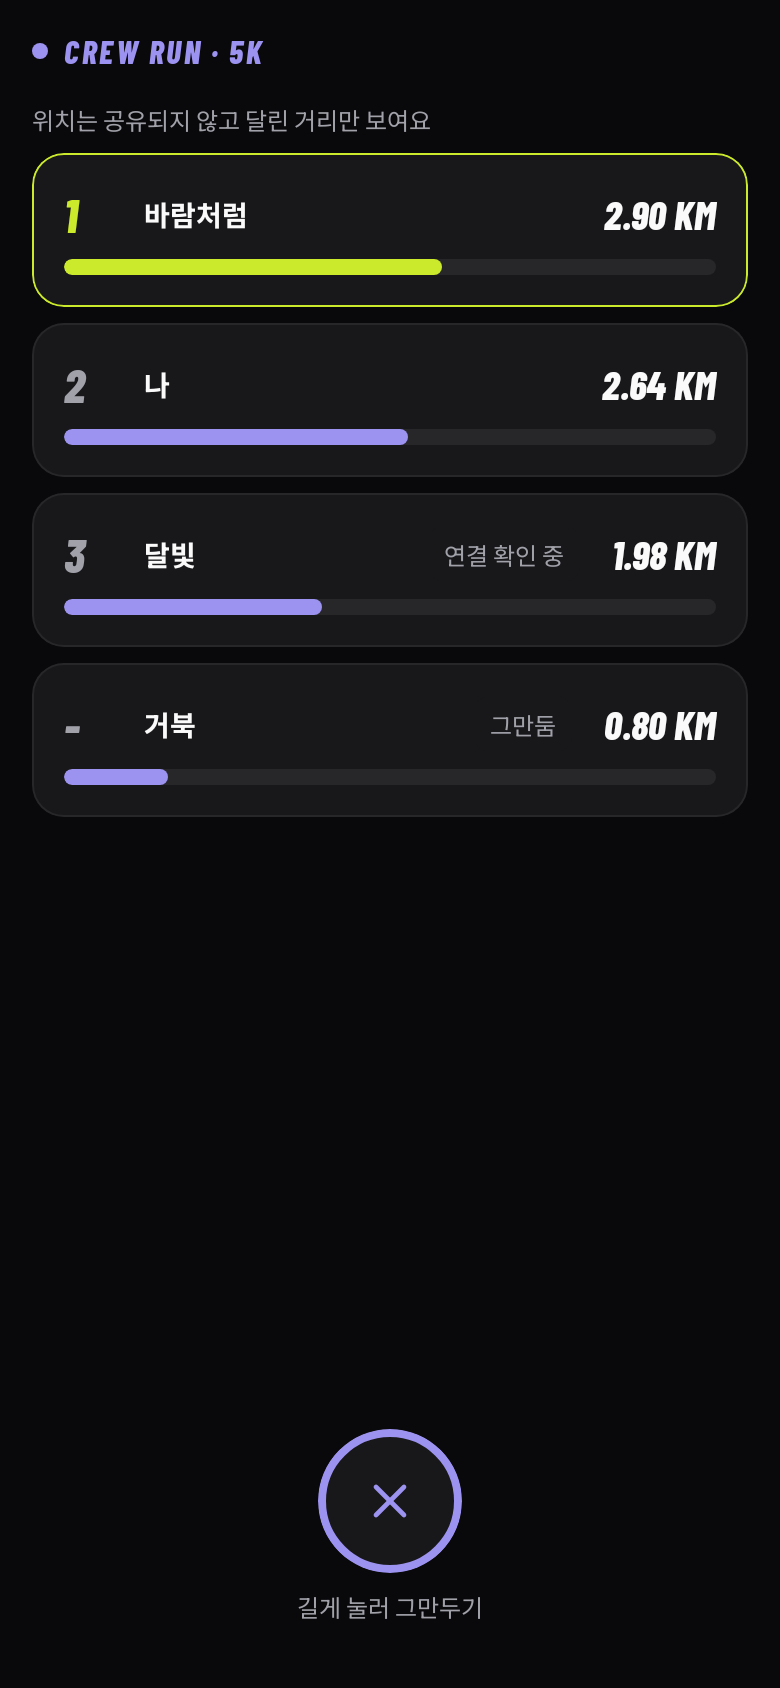 CREW RUN · 5K
위치는 공유되지 않고 달린 거리만 보여요
1 바람처럼 2.90 KM
2 나 2.64 KM
3 달빛 연결 확인 중 1.98 KM
- 거북 그만둠 0.80 KM
길게 눌러 그만두기